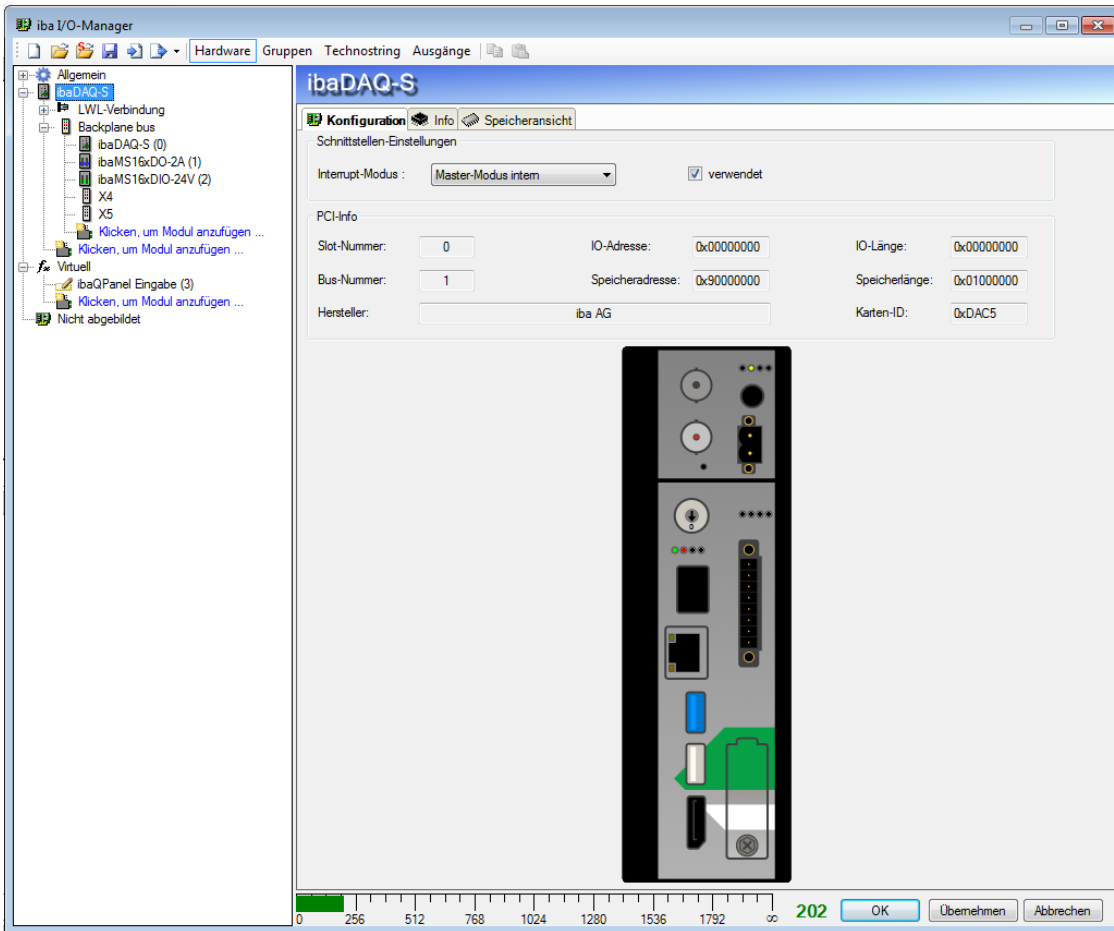 iba I/O-Manager
Hardware Gruppen Technostring Ausgänge
Allgemein
ibaDAQ-S
LWL-Verbindung
Backplane bus
ibaDAQ-S (0)
ibaMS16xDO-2A (1)
ibaMS16xDIO-24V (2)
X4
X5
Klicken, um Modul anzufügen ...
Klicken, um Modul anzufügen ...
Virtuell
ibaQPanel Eingabe (3)
Klicken, um Modul anzufügen ...
Nicht abgebildet
ibaDAQ-S
Konfiguration Info Speicheransicht
Schnittstellen-Einstellungen
Interrupt-Modus : Master-Modus intern verwendet
PCI-Info
Slot-Nummer: 0 IO-Adresse: 0x00000000 IO-Länge: 0x00000000
Bus-Nummer: 1 Speicheradresse: 0x90000000 Speicherlänge: 0x01000000
Hersteller: iba AG Karten-ID: 0xDAC5
0
0 256 512 768 1024 1280 1536 1792 ∞ 202 OK Übernehmen Abbrechen